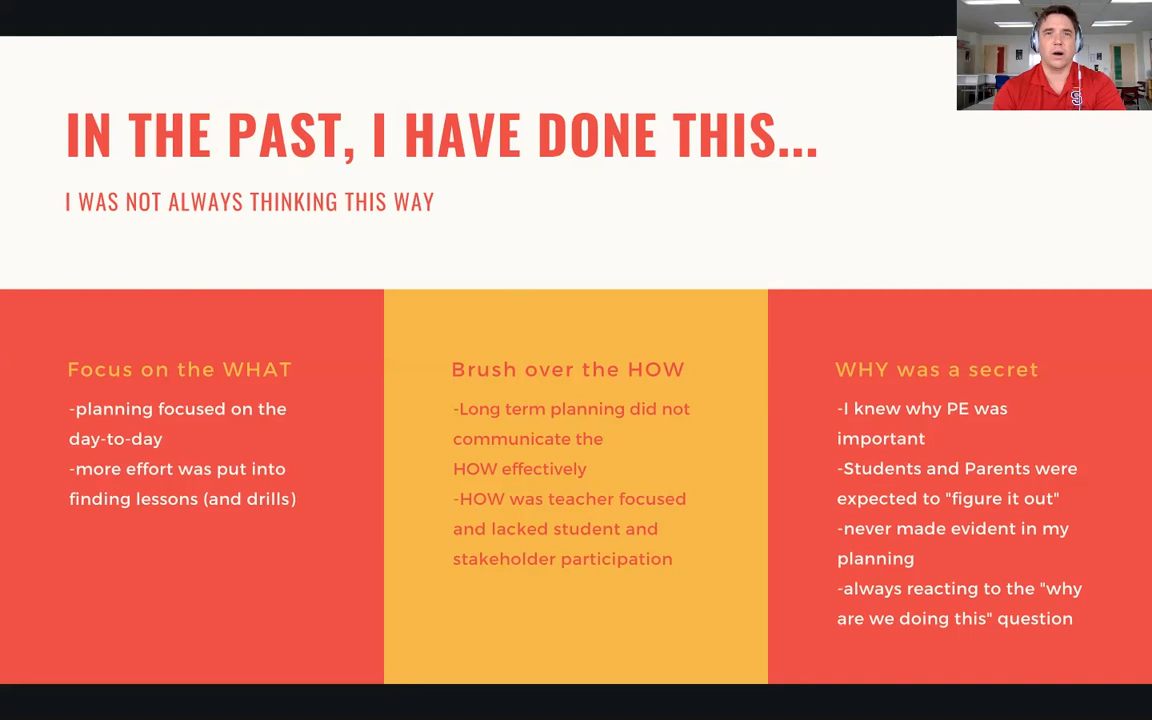 IN THE PAST, I HAVE DONE THIS...
I WAS NOT ALWAYS THINKING THIS WAY
Focus on the WHAT
-planning focused on the
day-to-day
-more effort was put into
finding lessons (and drills)
Brush over the HOW
-Long term planning did not
communicate the
HOW effectively
-HOW was teacher focused
and lacked student and
stakeholder participation
WHY was a secret
-I knew why PE was
important
-Students and Parents were
expected to "figure it out"
-never made evident in my
planning
-always reacting to the "why
are we doing this" question